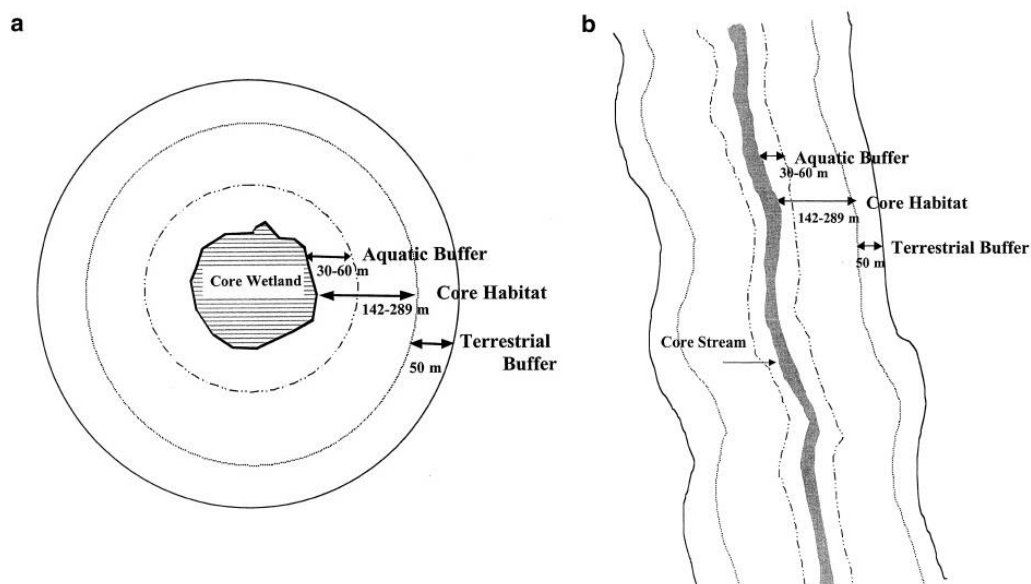 a
Aquatic Buffer
30-60 m
Core Wetland
Core Habitat
142-289 m
Terrestrial
Buffer
50 m
b
Aquatic Buffer
30-60 m
Core Habitat
142-289 m
Terrestrial Buffer
50 m
Core Stream